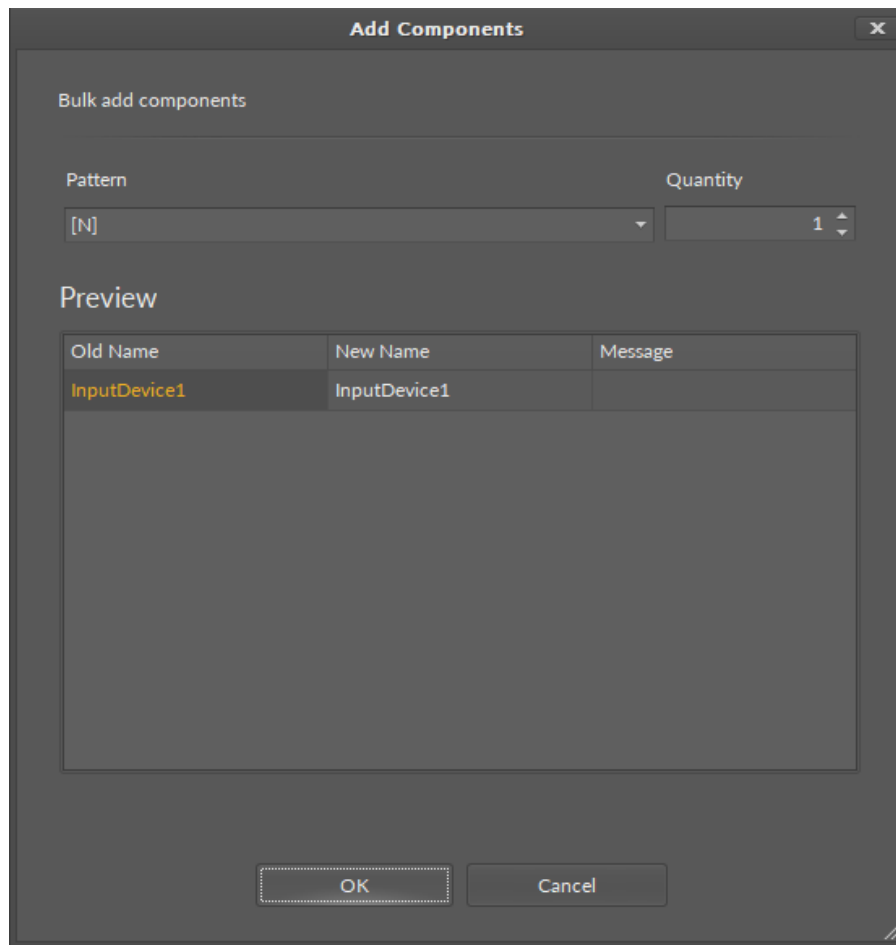 Add Components
x
Bulk add components
Pattern Quantity
[N] 1
Preview
Old Name New Name Message
InputDevice1 InputDevice1
OK Cancel